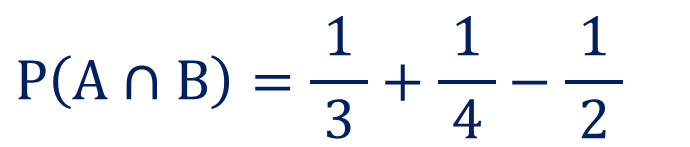 P(A ∩ B) = 1/3 + 1/4 − 1/2